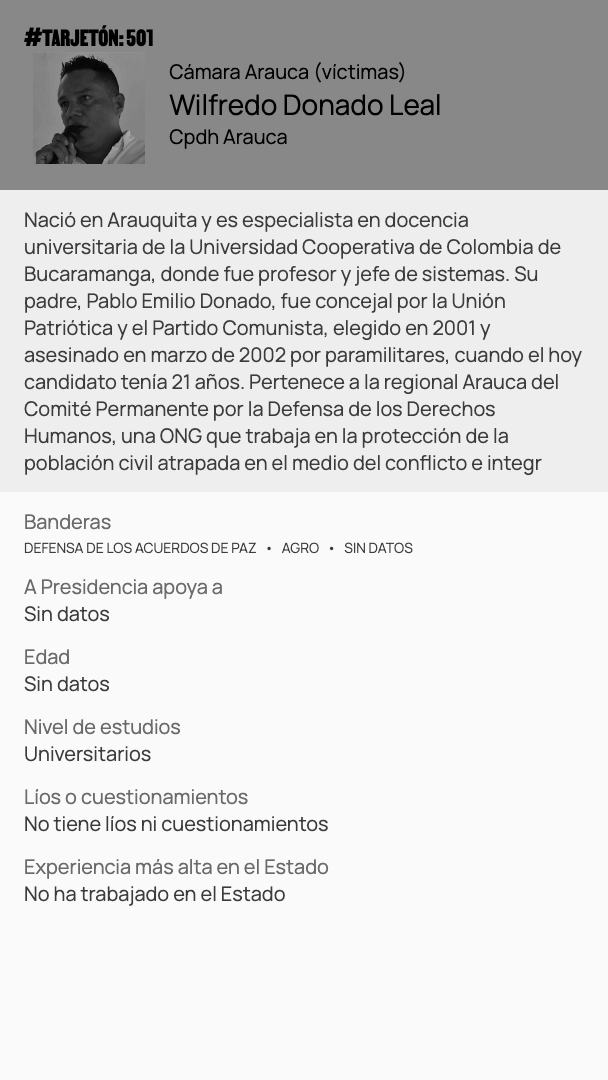 #TARJETÓN: 501
Cámara Arauca (víctimas)
Wilfredo Donado Leal
Cpdh Arauca
Nació en Arauquita y es especialista en docencia
universitaria de la Universidad Cooperativa de Colombia de
Bucaramanga, donde fue profesor y jefe de sistemas. Su
padre, Pablo Emilio Donado, fue concejal por la Unión
Patriótica y el Partido Comunista, elegido en 2001 y
asesinado en marzo de 2002 por paramilitares, cuando el hoy
candidato tenía 21 años. Pertenece a la regional Arauca del
Comité Permanente por la Defensa de los Derechos
Humanos, una ONG que trabaja en la protección de la
población civil atrapada en el medio del conflicto e integr
Banderas
DEFENSA DE LOS ACUERDOS DE PAZ • AGRO • SIN DATOS
A Presidencia apoya a
Sin datos
Edad
Sin datos
Nivel de estudios
Universitarios
Líos o cuestionamientos
No tiene líos ni cuestionamientos
Experiencia más alta en el Estado
No ha trabajado en el Estado